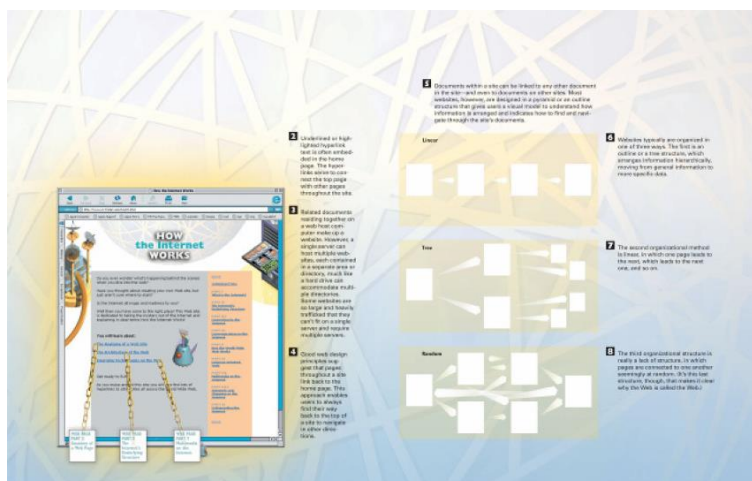 How the Internet Works
HOW
the Internet
WORKS
You will learn about:
2 Underlined or high-
lighted hyperlink
text is often embed-
ded in the home
page. The hyper-
links serve to con-
nect the top page
with other pages
throughout the site.
3 Related documents
residing together on
a web host com-
puter make up a
website. However, a
single server can
host multiple web-
sites, each contained
in a separate area or
directory, much like
a hard drive can
accommodate multi-
ple directories.
Some websites are
so large and heavily
trafficked that they
can't fit on a single
server and require
multiple servers.
4 Good web design
principles sug-
gest that pages
throughout a site
link back to the
home page. This
approach enables
users to always
find their way
back to the top of
a site to navigate
in other direc-
tions.
5 Documents within a site can be linked to any other document
in the site—and even to documents on other sites. Most
websites, however, are designed in a pyramid or an outline
structure that gives users a visual model to understand how
information is arranged and indicates how to find and navi-
gate through the site's documents.
Linear
Tree
Random
6 Websites typically are organized in
one of three ways. The first is an
outline or a tree structure, which
arranges information hierarchically,
moving from general information to
more specific data.
7 The second organizational method
is linear, in which one page leads to
the next, which leads to the next
one, and so on.
8 The third organizational structure is
really a lack of structure, in which
pages are connected to one another
seemingly at random. (It's this last
structure, though, that makes it clear
why the Web is called the Web.)